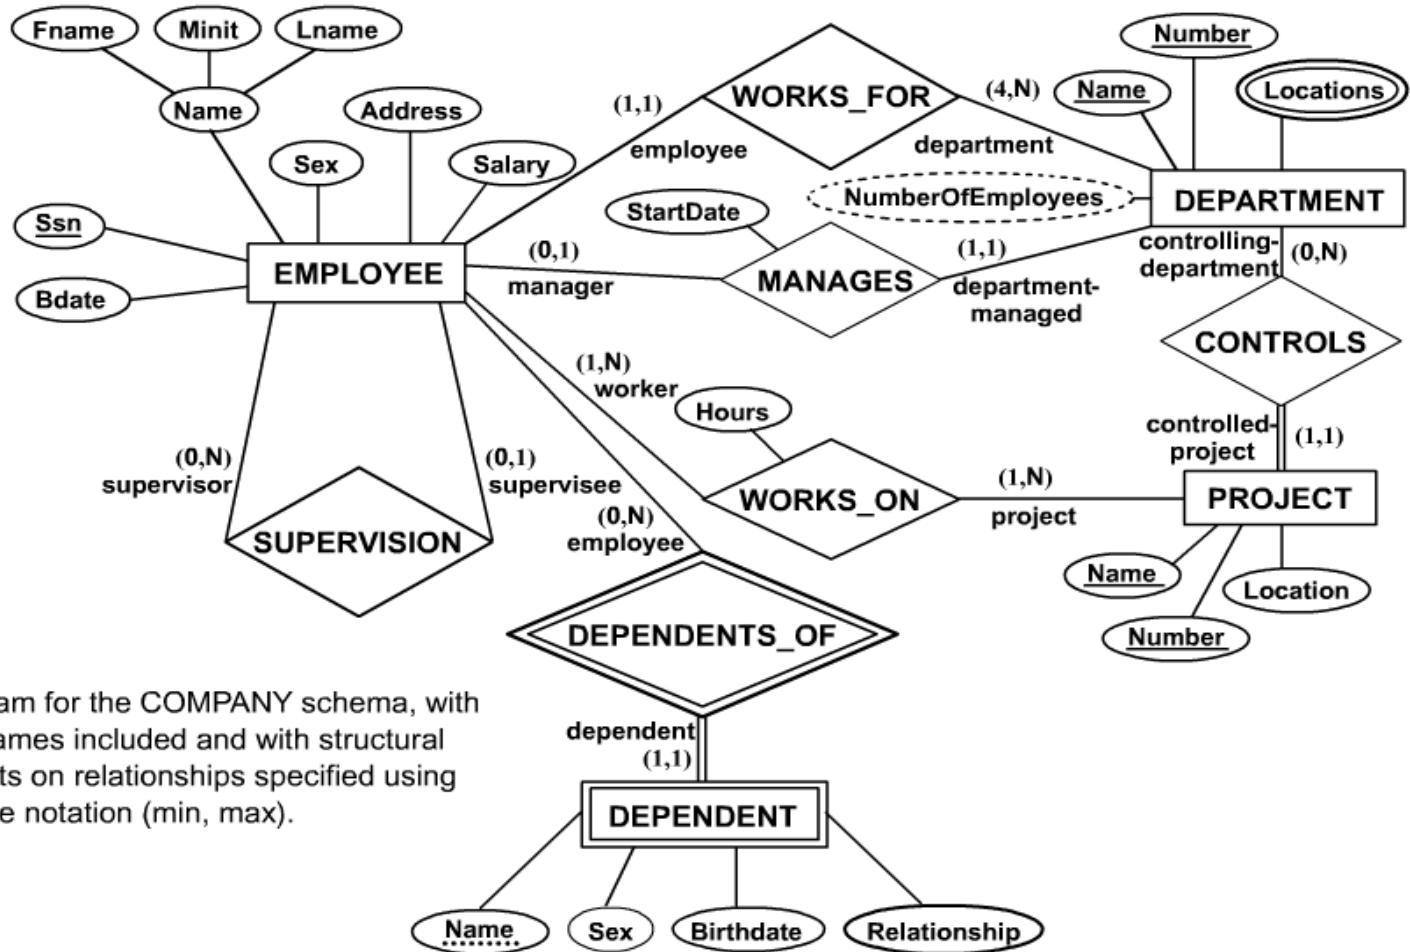 Fname
Minit
Lname
Number
Name
Address
WORKS_FOR
(4,N)
Name
Locations
(1,1)
Sex
Salary
employee
department
Ssn
StartDate
NumberOfEmployees
DEPARTMENT
EMPLOYEE
(0,1)
manager
MANAGES
(1,1)
department-
managed
controlling-
department
(0,N)
Bdate
CONTROLS
(1,N)
worker
Hours
controlled-
project
(1,1)
(0,N)
supervisor
(0,1)
supervisee
WORKS_ON
(1,N)
project
PROJECT
SUPERVISION
(0,N)
employee
Name
Location
Number
DEPENDENTS_OF
am for the COMPANY schema, with
ames included and with structural
ts on relationships specified using
e notation (min, max).
dependent
(1,1)
DEPENDENT
Name
Sex
Birthdate
Relationship